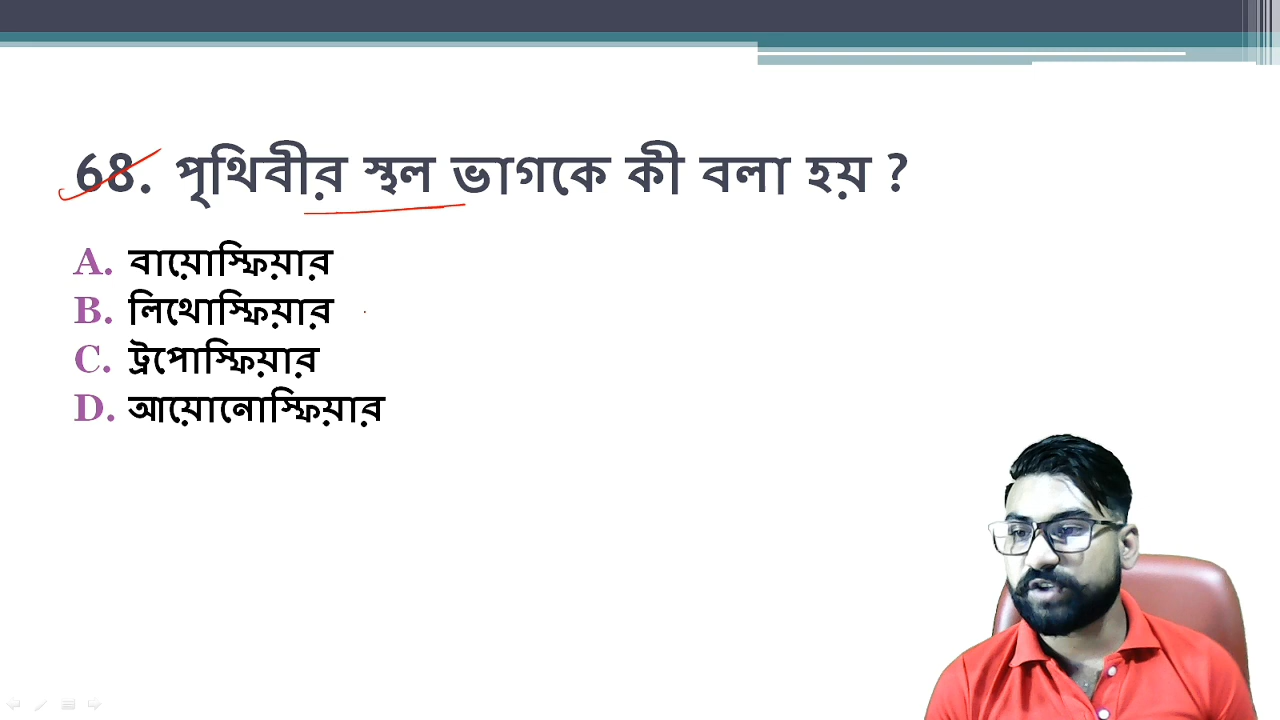 68. পৃথিবীর স্থল ভাগকে কী বলা হয় ?
A. বায়োস্ফিয়ার
B. লিথোস্ফিয়ার
C. ট্রপোস্ফিয়ার
D. আয়োনোস্ফিয়ার